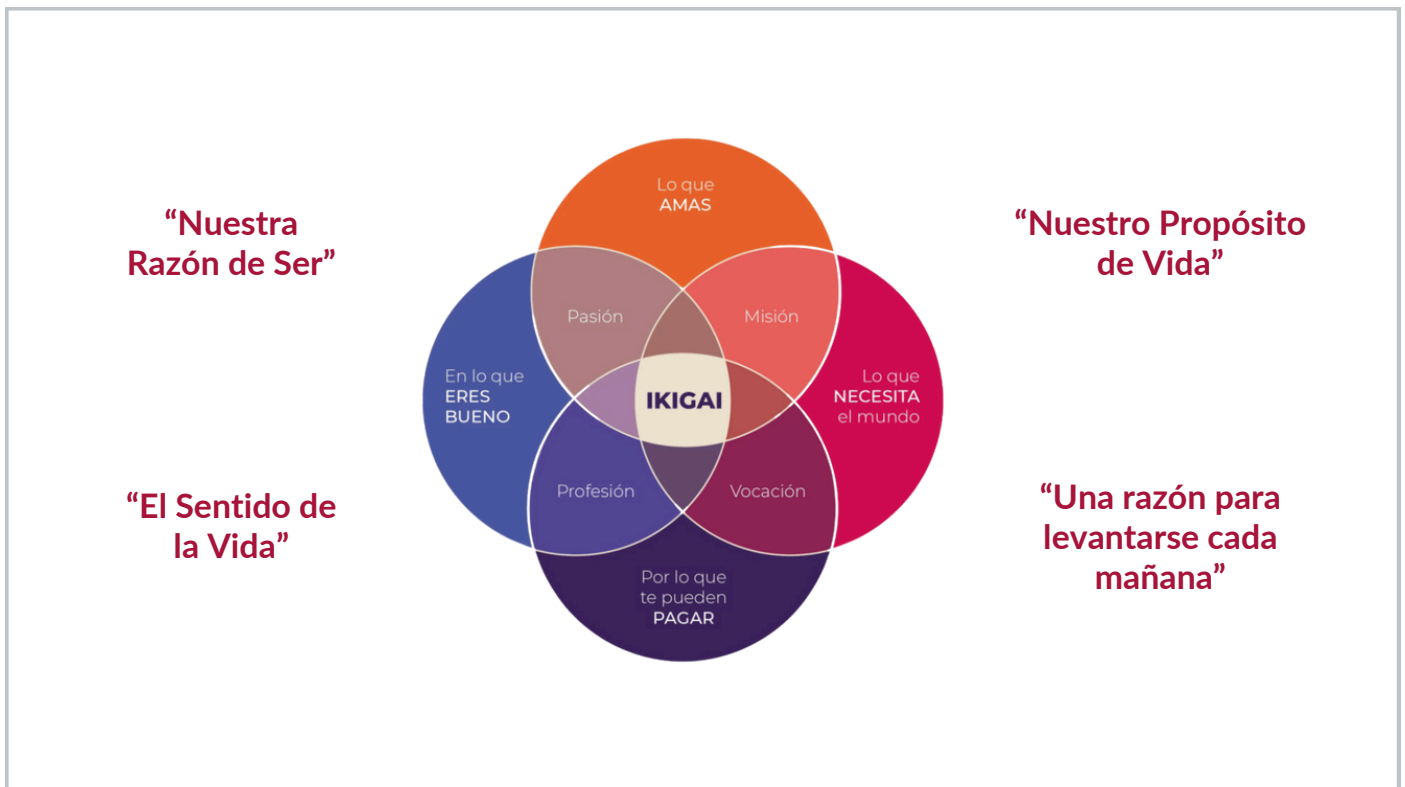 “Nuestra
Razón de Ser”
“Nuestro Propósito
de Vida”
Lo que
AMAS
Pasión
Misión
En lo que
ERES
BUENO
IKIGAI
Lo que
NECESITA
el mundo
Profesión
Vocación
“El Sentido de
la Vida”
“Una razón para
levantarse cada
mañana”
Por lo que
te pueden
PAGAR